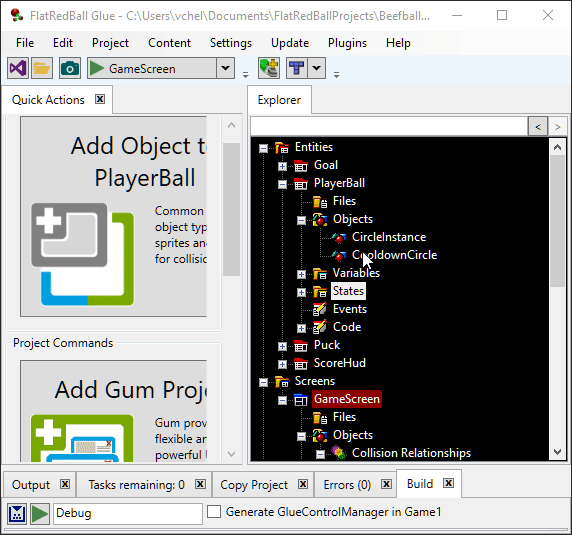 FlatRedBall Glue - C:\Users\vchel\Documents\FlatRedBallProjects\Beefball...
File Edit Project Content Settings Update Plugins Help
GameScreen
Quick Actions
Add Object to
PlayerBall
Common
object typ
sprites and
for collisio
Project Commands
Add Gum Proj
Gum prov
flexible an
powerful U
Explorer
< >
Entities
Goal
PlayerBall
Files
Objects
CircleInstance
CooldownCircle
Variables
States
Events
Code
Puck
ScoreHud
Screens
GameScreen
Files
Objects
Collision Relationships
Output Tasks remaining: 0 Copy Project Errors (0) Build
Debug Generate GlueControlManager in Game1